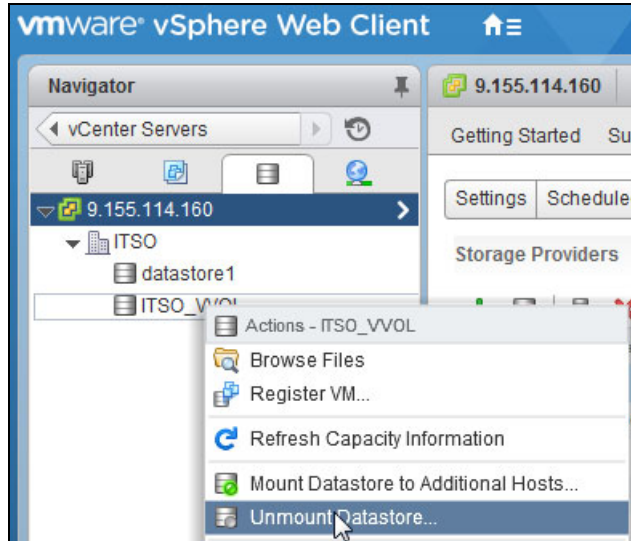 vmware® vSphere Web Client
Navigator
9.155.114.160
vCenter Servers
Getting Started Su
9.155.114.160
Settings Schedule
ITSO
Storage Providers
datastore1
ITSO_VVOL
Actions - ITSO_VVOL
Browse Files
Register VM...
Refresh Capacity Information
Mount Datastore to Additional Hosts...
Unmount Datastore...